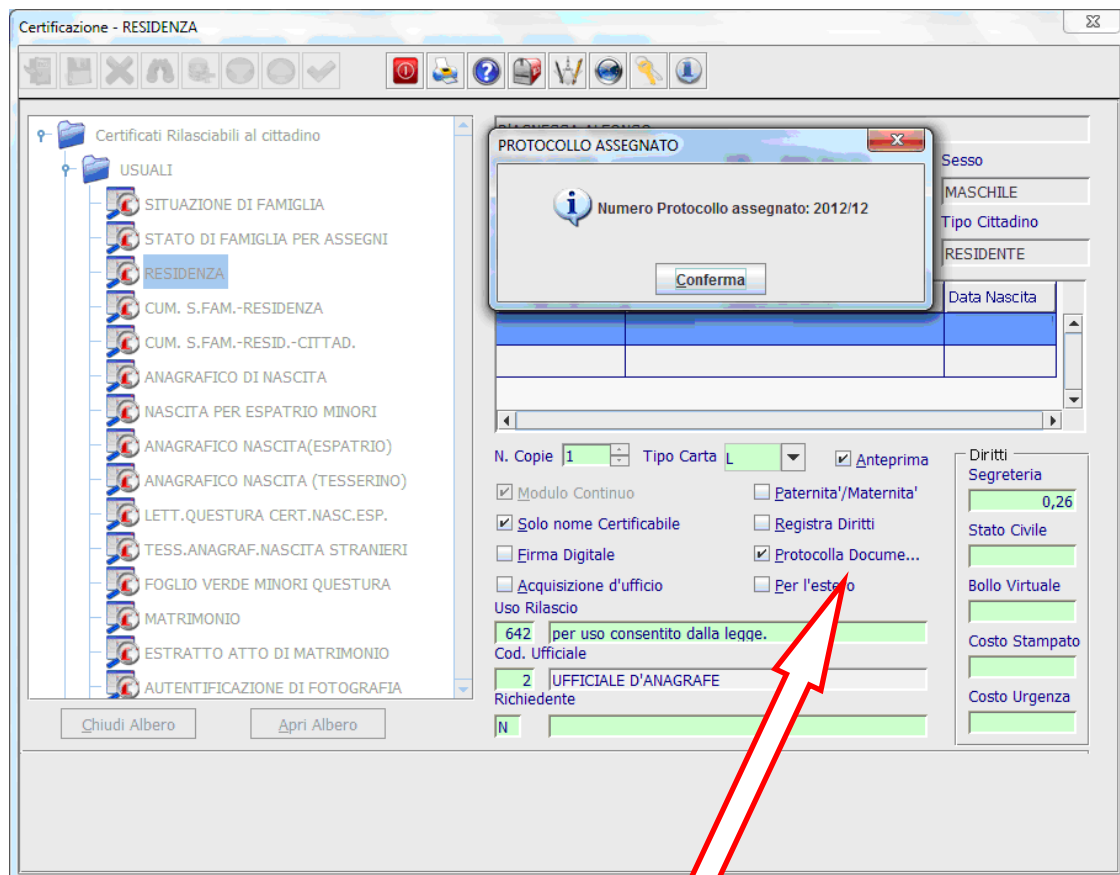 Certificazione - RESIDENZA
Certificati Rilasciabili al cittadino
USUALI
SITUAZIONE DI FAMIGLIA
STATO DI FAMIGLIA PER ASSEGNI
RESIDENZA
CUM. S.FAM.-RESIDENZA
CUM. S.FAM.-RESID.-CITTAD.
ANAGRAFICO DI NASCITA
NASCITA PER ESPATRIO MINORI
ANAGRAFICO NASCITA(ESPATRIO)
ANAGRAFICO NASCITA (TESSERINO)
LETT.QUESTURA CERT.NASC.ESP.
TESS.ANAGRAF.NASCITA STRANIERI
FOGLIO VERDE MINORI QUESTURA
MATRIMONIO
ESTRATTO ATTO DI MATRIMONIO
AUTENTIFICAZIONE DI FOTOGRAFIA
Chiudi Albero Apri Albero
PROTOCOLLO ASSEGNATO
Numero Protocollo assegnato: 2012/12
Conferma
Sesso
MASCHILE
Tipo Cittadino
RESIDENTE
Data Nascita
N. Copie 1 Tipo Carta L Anteprima
Modulo Continuo Paternita'/Maternita'
Solo nome Certificabile Registra Diritti
Firma Digitale Protocolla Docume...
Acquisizione d'ufficio Per l'estero
Uso Rilascio
642 per uso consentito dalla legge.
Cod. Ufficiale
2 UFFICIALE D'ANAGRAFE
Richiedente
N
Diritti
Segreteria
0,26
Stato Civile
Bollo Virtuale
Costo Stampato
Costo Urgenza